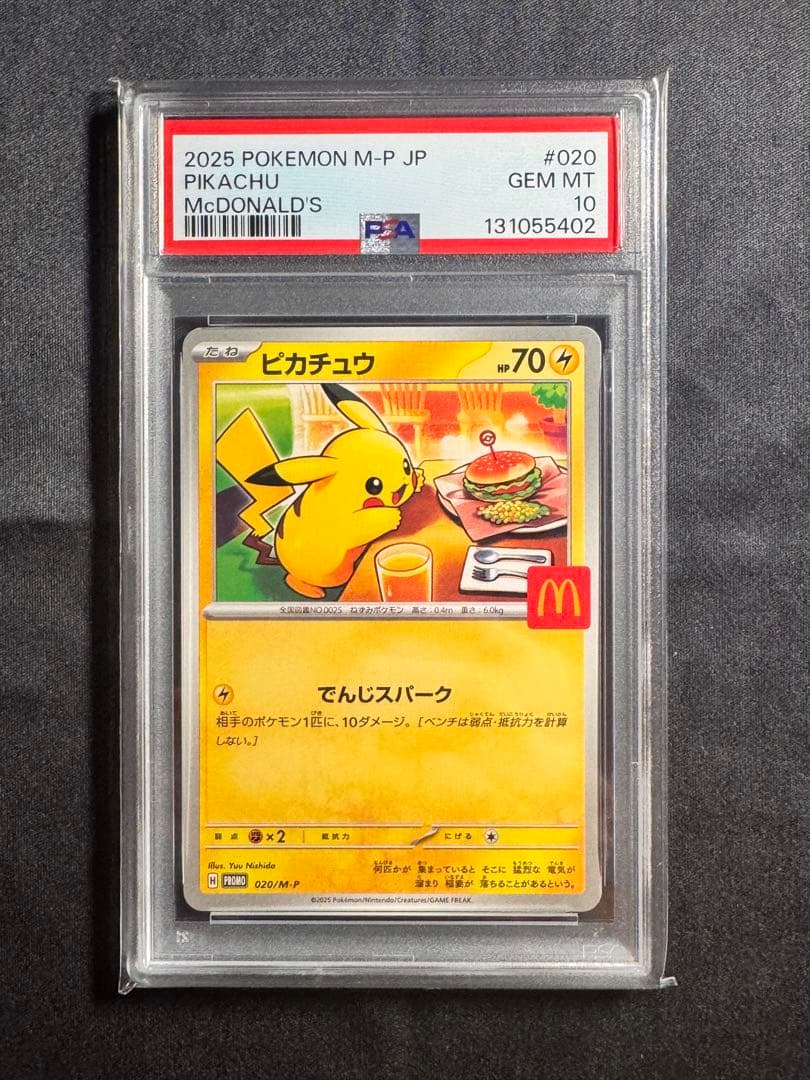 2025 POKEMON M-P JP #020
PIKACHU GEM MT
McDONALD'S 10
PSA 131055402
たね ピカチュウ HP70
M
全国図鑑NO.0025 ねずみポケモン 高さ:0.4m 重さ:6.0kg
でんじスパーク
相手のポケモン1匹に、10ダメージ。[ベンチは弱点・抵抗力を計算
しない。]
弱点 ×2 抵抗力 にげる
Illus. Yuu Nishida
何匹かが 集まっていると そこに 猛烈な 電気が
溜まり 稲妻が 落ちることがあるという。
H PROMO 020/M-P
©2025 Pokémon/Nintendo/Creatures/GAME FREAK.